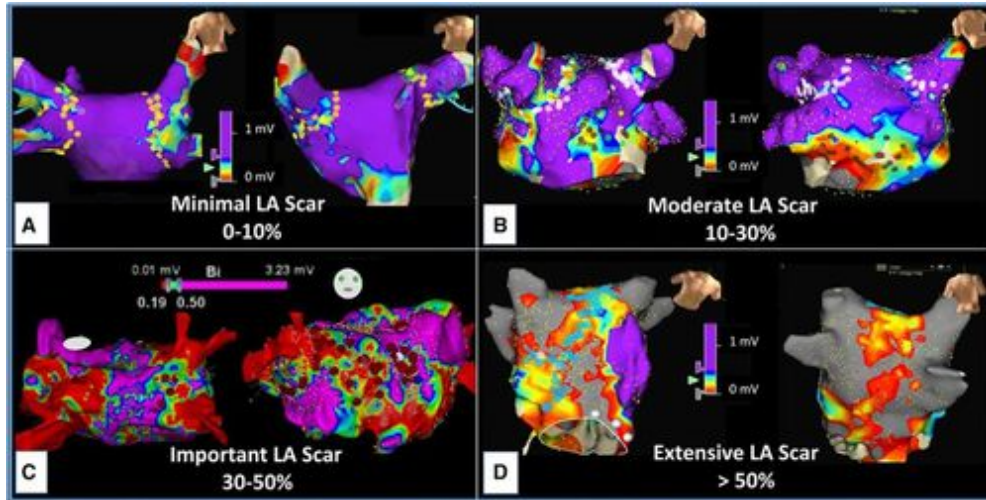 1 mV
0 mV
Minimal LA Scar
0-10%
A
1 mV
0 mV
Moderate LA Scar
10-30%
B
0.01 mV Bi 3.23 mV
0.19 0.50
Important LA Scar
30-50%
C
1 mV
0 mV
Extensive LA Scar
> 50%
D